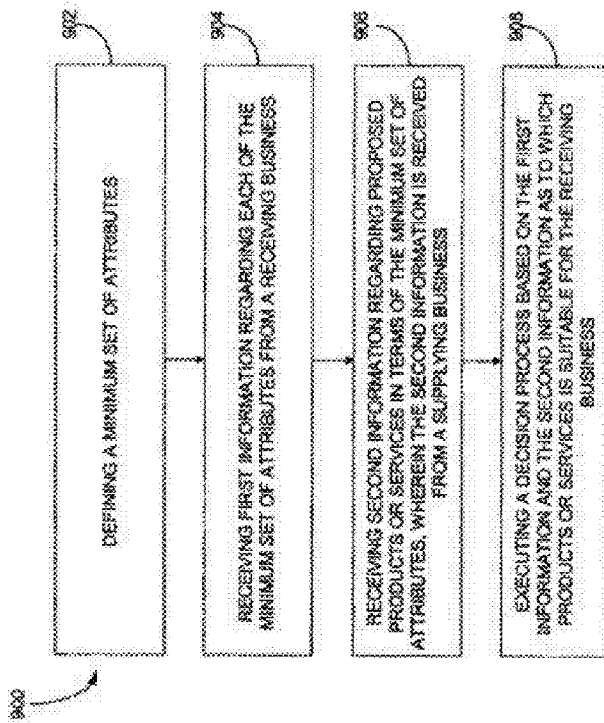 900
DEFINING A MINIMUM SET OF ATTRIBUTES
902
RECEIVING FIRST INFORMATION REGARDING EACH OF THE
MINIMUM SET OF ATTRIBUTES FROM A RECEIVING BUSINESS
904
RECEIVING SECOND INFORMATION REGARDING PROPOSED
PRODUCTS OR SERVICES IN TERMS OF THE MINIMUM SET OF
ATTRIBUTES, WHEREIN THE SECOND INFORMATION IS RECEIVED
FROM A SUPPLYING BUSINESS
906
EXECUTING A DECISION PROCESS BASED ON THE FIRST
INFORMATION AND THE SECOND INFORMATION AS TO WHICH
PRODUCTS OR SERVICES IS SUITABLE FOR THE RECEIVING
BUSINESS
908